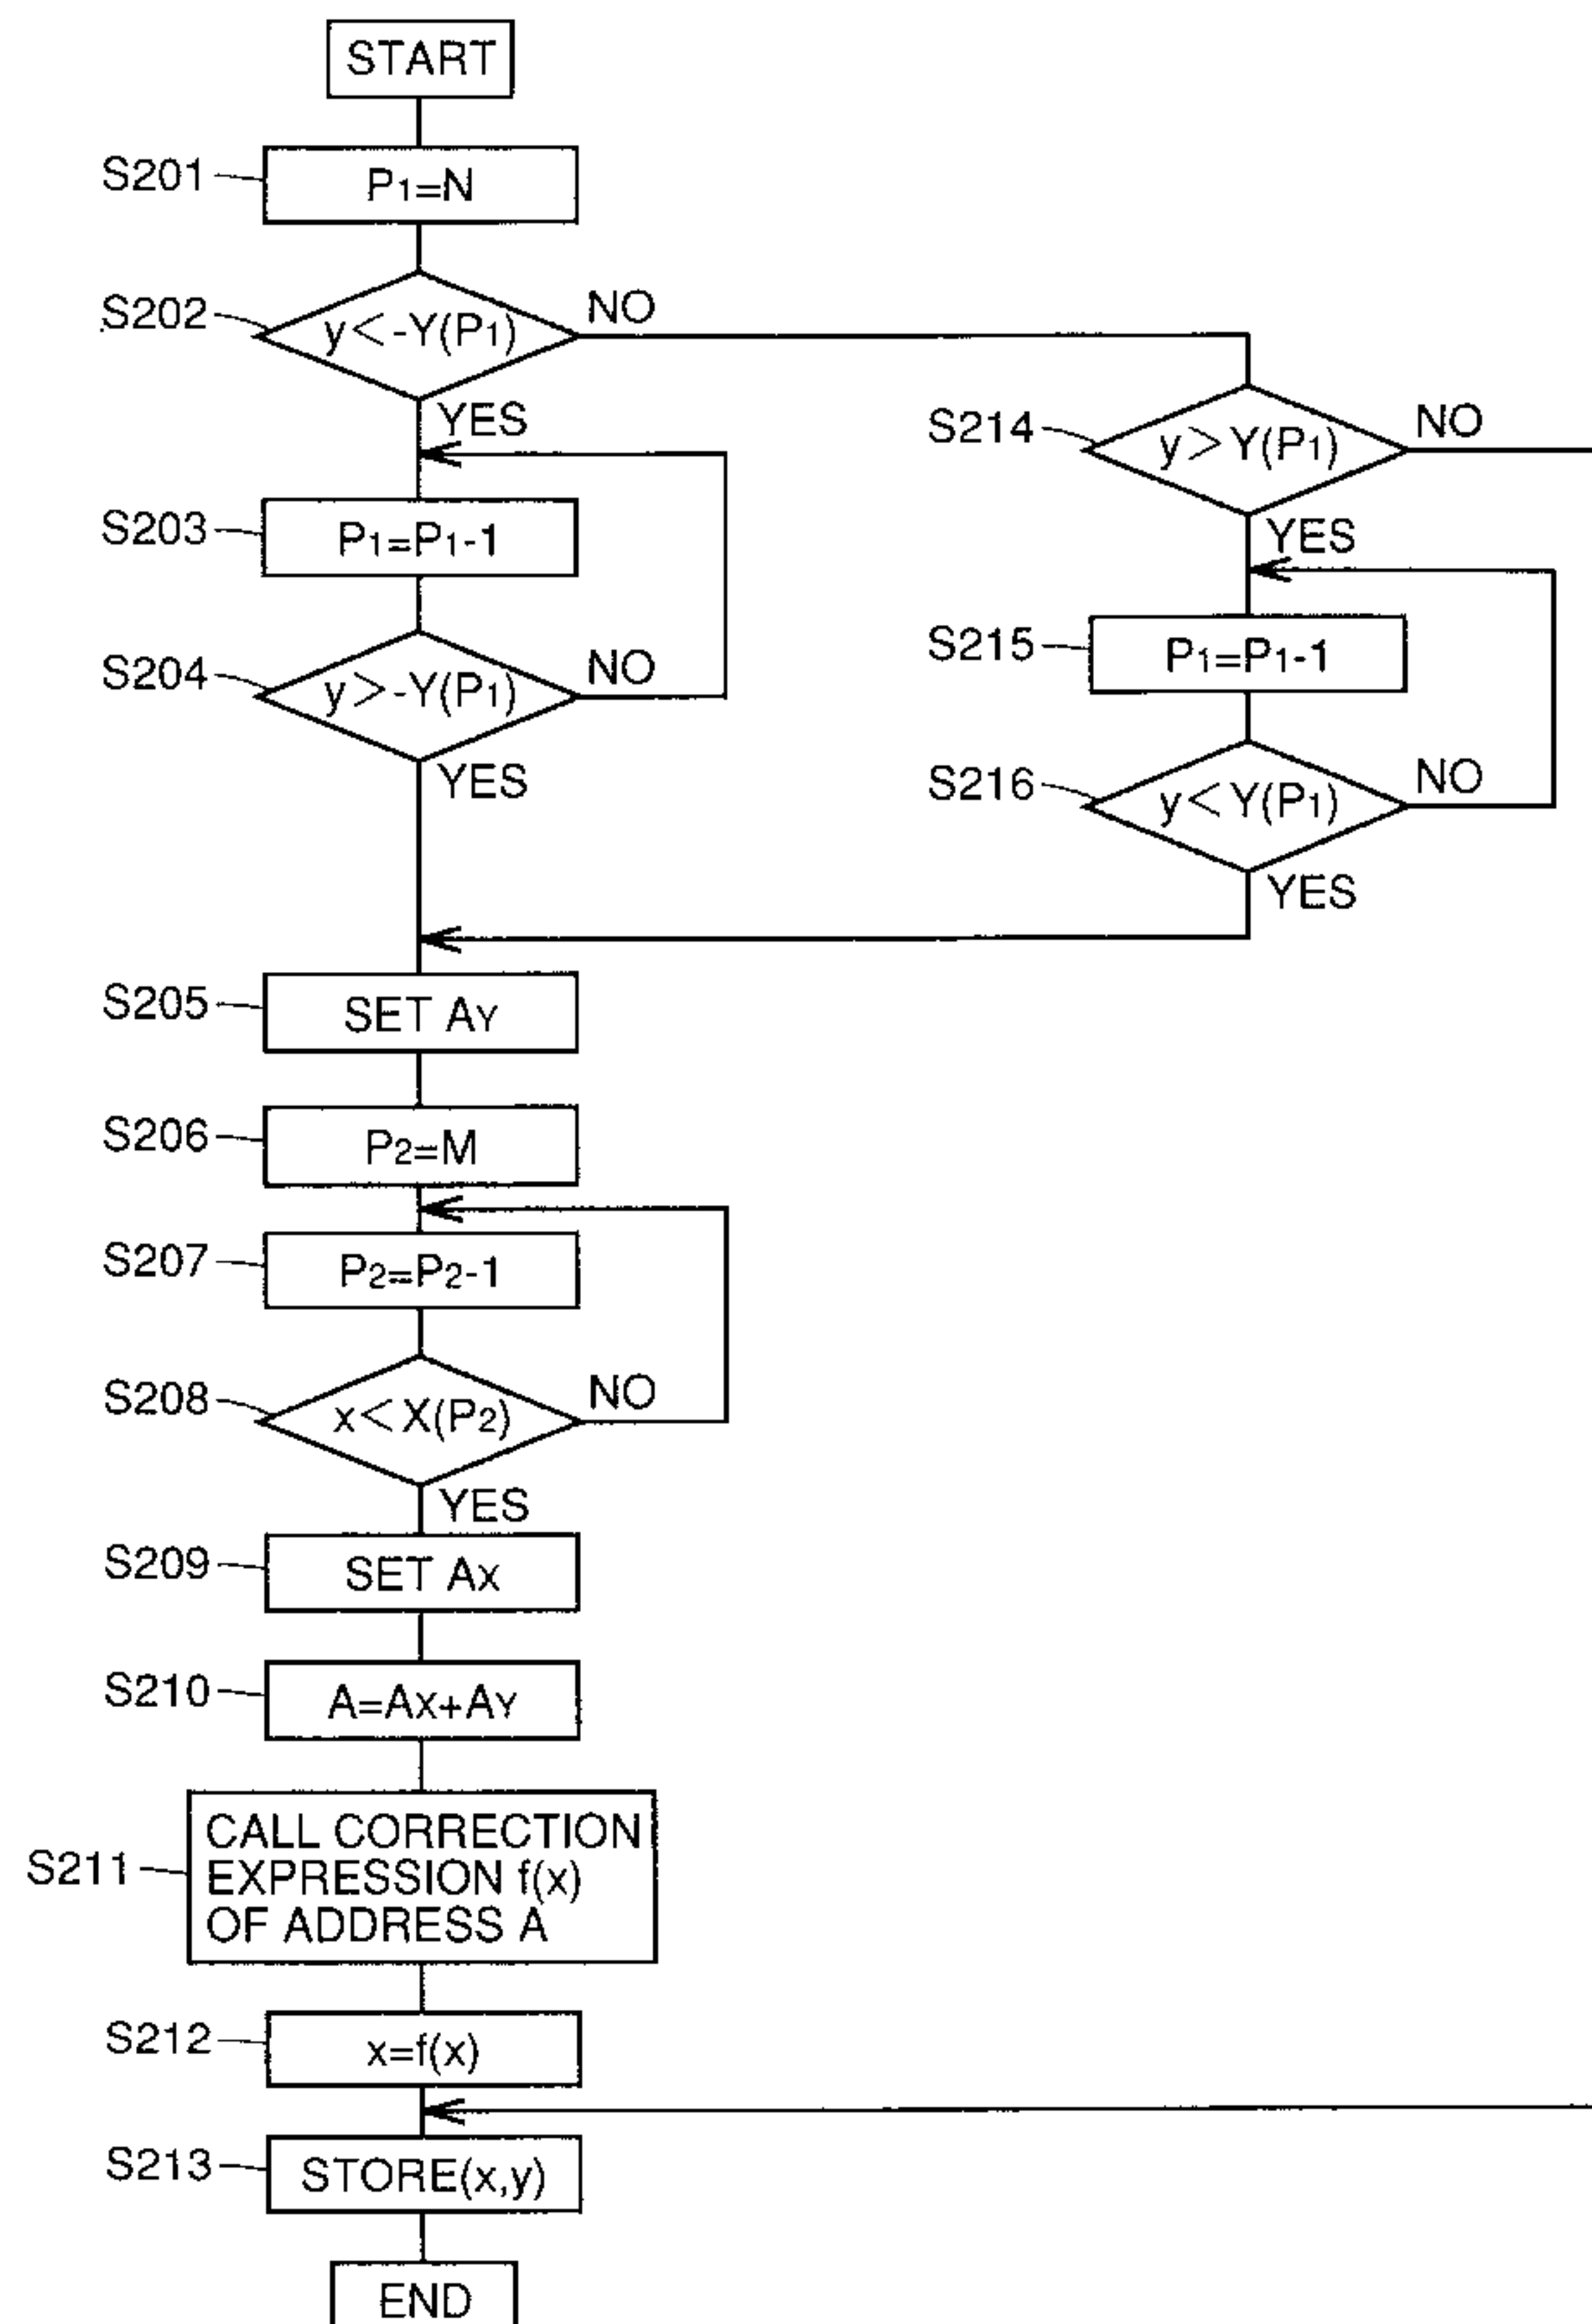 START
S201
P1=N
S202
y<-Y(P1)
NO
YES
S203
P1=P1-1
S204
y>-Y(P1)
NO
YES
S214
y>Y(P1)
NO
YES
S215
P1=P1-1
S216
y<Y(P1)
NO
YES
S205
SET AY
S206
P2=M
S207
P2=P2-1
S208
x<X(P2)
NO
YES
S209
SET AX
S210
A=AX+AY
S211
CALL CORRECTION
EXPRESSION f(x)
OF ADDRESS A
S212
x=f(x)
S213
STORE(x,y)
END